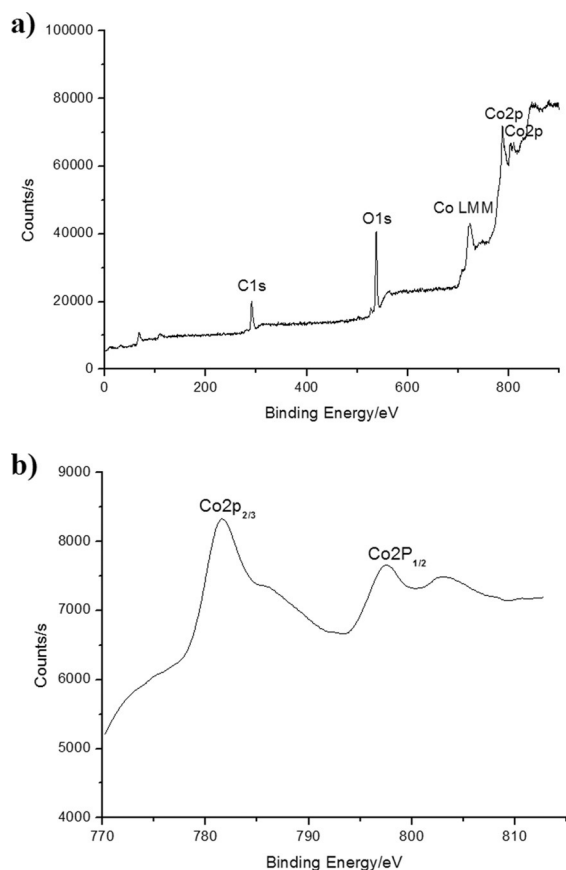 a)
100000
80000
60000
40000
20000
0
Counts/s
C1s
O1s
Co LMM
Co2p
Co2p
0 200 400 600 800
Binding Energy/eV
b)
9000
8000
7000
6000
5000
4000
Counts/s
Co2p2/3
Co2P1/2
770 780 790 800 810
Binding Energy/eV